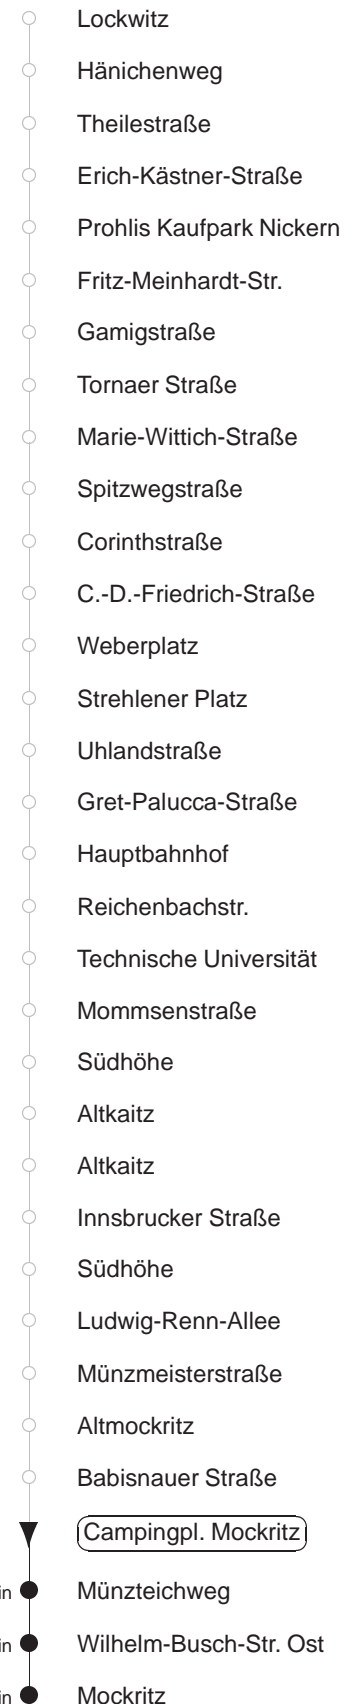 Lockwitz
Hänichenweg
Theilestraße
Erich-Kästner-Straße
Prohlis Kaufpark Nickern
Fritz-Meinhardt-Str.
Gamigstraße
Tornaer Straße
Marie-Wittich-Straße
Spitzwegstraße
Corinthstraße
C.-D.-Friedrich-Straße
Weberplatz
Strehlener Platz
Uhlandstraße
Gret-Palucca-Straße
Hauptbahnhof
Reichenbachstr.
Technische Universität
Mommsenstraße
Südhöhe
Altkaitz
Altkaitz
Innsbrucker Straße
Südhöhe
Ludwig-Renn-Allee
Münzmeisterstraße
Altmockritz
Babisnauer Straße
Campingpl. Mockritz
Münzteichweg
Wilhelm-Busch-Str. Ost
Mockritz